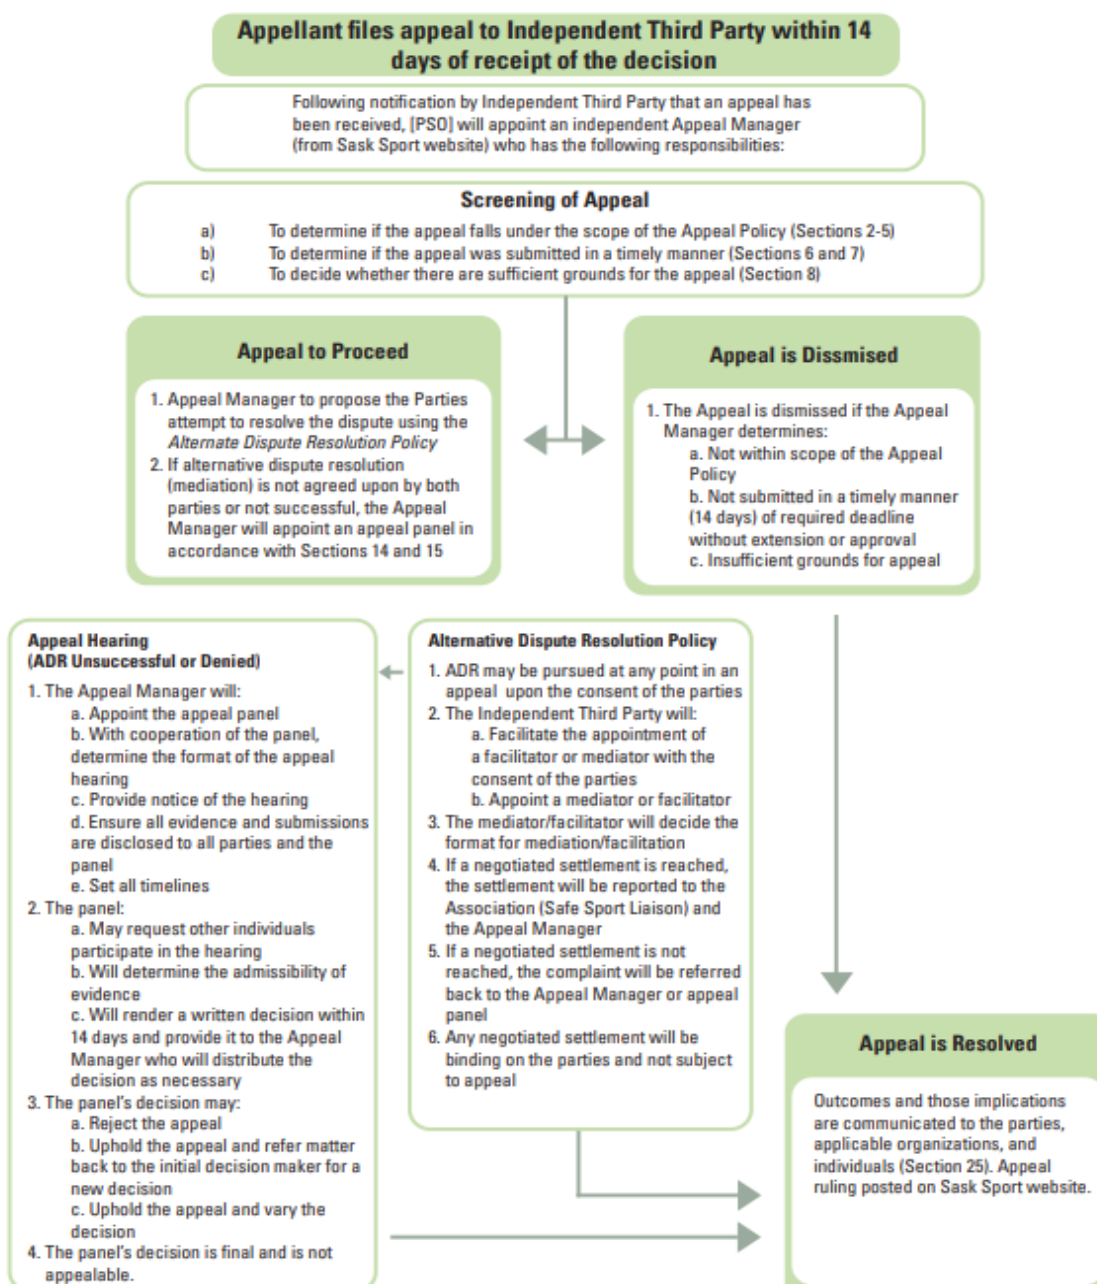 Appellant files appeal to Independent Third Party within 14
days of receipt of the decision
Following notification by Independent Third Party that an appeal has
been received, [PSO] will appoint an independent Appeal Manager
(from Sask Sport website) who has the following responsibilities:
Screening of Appeal
a) To determine if the appeal falls under the scope of the Appeal Policy (Sections 2-5)
b) To determine if the appeal was submitted in a timely manner (Sections 6 and 7)
c) To decide whether there are sufficient grounds for the appeal (Section 8)
Appeal to Proceed
1. Appeal Manager to propose the Parties
attempt to resolve the dispute using the
Alternate Dispute Resolution Policy
2. If alternative dispute resolution
(mediation) is not agreed upon by both
parties or not successful, the Appeal
Manager will appoint an appeal panel in
accordance with Sections 14 and 15
Appeal is Dissmised
1. The Appeal is dismissed if the Appeal
Manager determines:
a. Not within scope of the Appeal
Policy
b. Not submitted in a timely manner
(14 days) of required deadline
without extension or approval
c. Insufficient grounds for appeal
Appeal Hearing
(ADR Unsuccessful or Denied)
1. The Appeal Manager will:
a. Appoint the appeal panel
b. With cooperation of the panel,
determine the format of the appeal
hearing
c. Provide notice of the hearing
d. Ensure all evidence and submissions
are disclosed to all parties and the
panel
e. Set all timelines
2. The panel:
a. May request other individuals
participate in the hearing
b. Will determine the admissibility of
evidence
c. Will render a written decision within
14 days and provide it to the Appeal
Manager who will distribute the
decision as necessary
3. The panel's decision may:
a. Reject the appeal
b. Uphold the appeal and refer matter
back to the initial decision maker for a
new decision
c. Uphold the appeal and vary the
decision
4. The panel's decision is final and is not
appealable.
Alternative Dispute Resolution Policy
1. ADR may be pursued at any point in an
appeal upon the consent of the parties
2. The Independent Third Party will:
a. Facilitate the appointment of
a facilitator or mediator with the
consent of the parties
b. Appoint a mediator or facilitator
3. The mediator/facilitator will decide the
format for mediation/facilitation
4. If a negotiated settlement is reached,
the settlement will be reported to the
Association (Safe Sport Liaison) and
the Appeal Manager
5. If a negotiated settlement is not
reached, the complaint will be referred
back to the Appeal Manager or appeal
panel
6. Any negotiated settlement will be
binding on the parties and not subject
to appeal
Appeal is Resolved
Outcomes and those implications
are communicated to the parties,
applicable organizations, and
individuals (Section 25). Appeal
ruling posted on Sask Sport website.